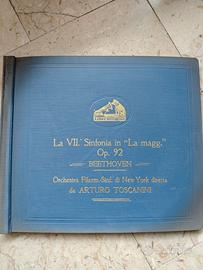 La VII.ª Sinfonia in "La magg."
Op. 92
BEETHOVEN
Orchestra Filarm.-Sinf. di New York diretta
da ARTURO TOSCANINI